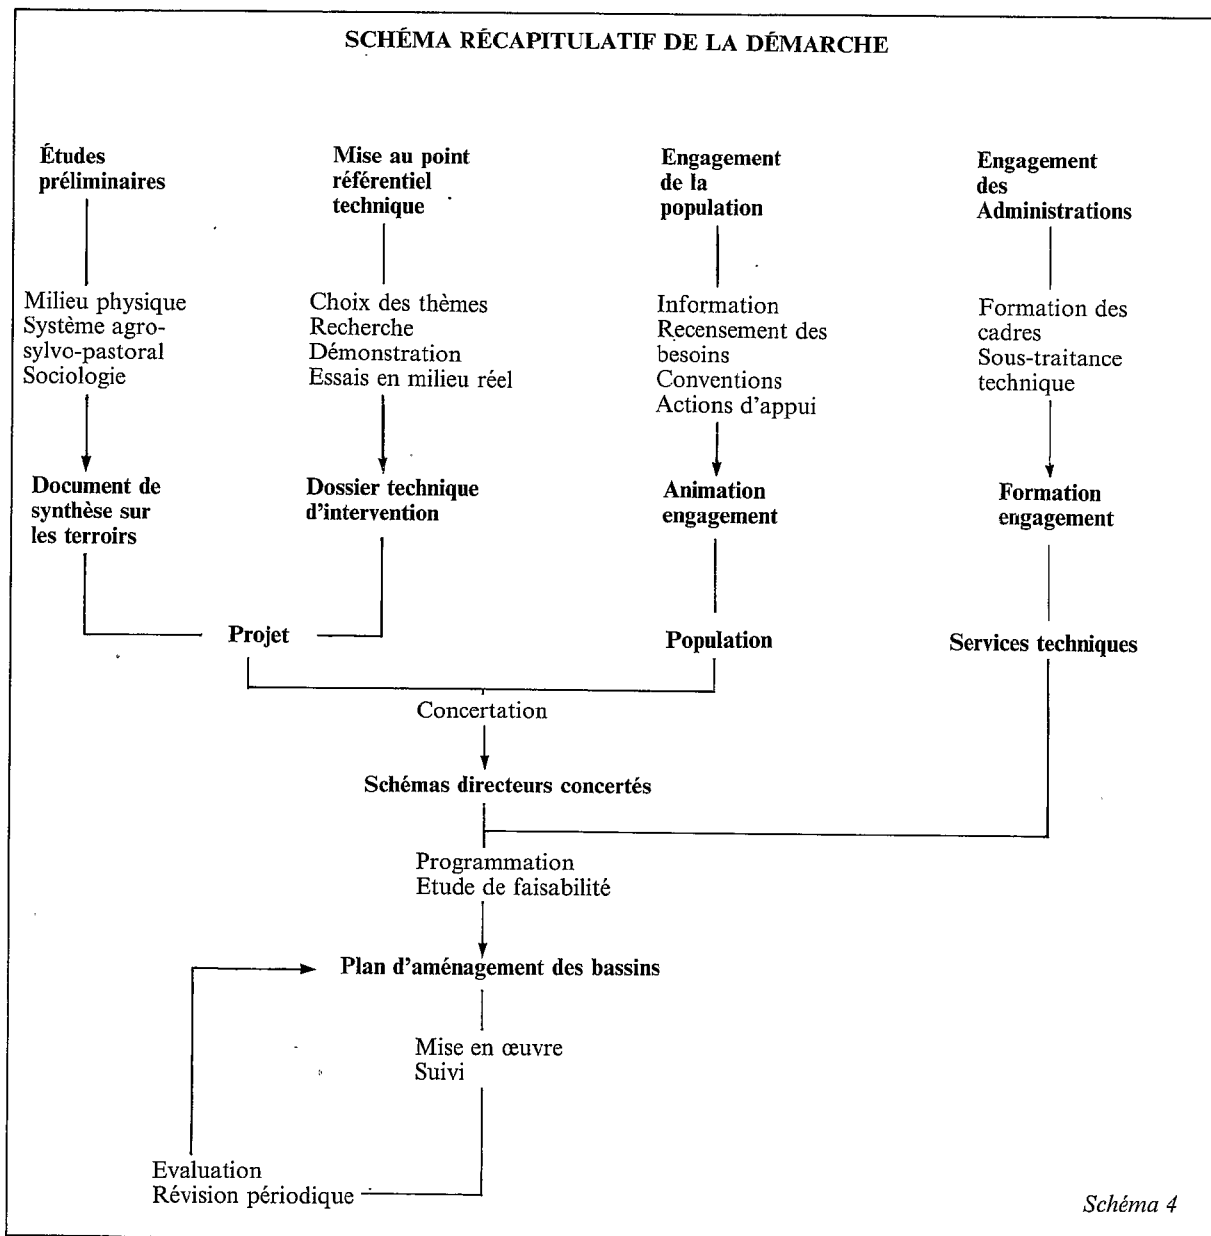 SCHÉMA RÉCAPITULATIF DE LA DÉMARCHE
Études
préliminaires
Mise au point
référentiel
technique
Engagement
de la
population
Engagement
des
Administrations
Milieu physique
Système agro-
sylvo-pastoral
Sociologie
Choix des thèmes
Recherche
Démonstration
Essais en milieu réel
Information
Recensement des
besoins
Conventions
Actions d'appui
Formation des
cadres
Sous-traitance
technique
Document de
synthèse sur
les terroirs
Dossier technique
d'intervention
Animation
engagement
Formation
engagement
Projet
Population
Services techniques
Concertation
Schémas directeurs concertés
Programmation
Etude de faisabilité
Plan d'aménagement des bassins
Mise en œuvre
Suivi
Evaluation
Révision périodique
Schéma 4